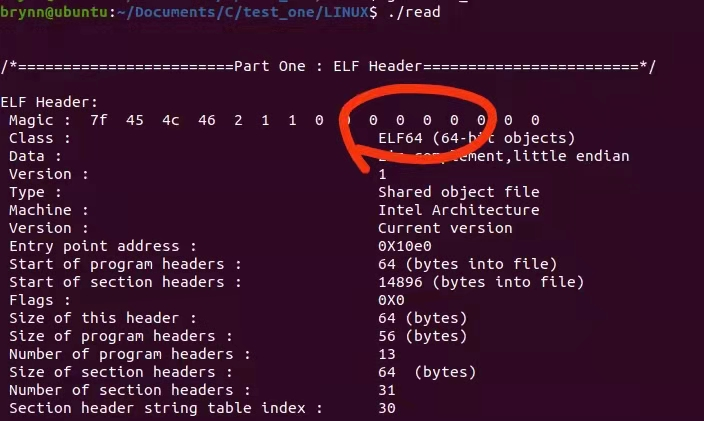 brynn@ubuntu:~/Documents/C/test_one/LINUX$ ./read
/*========================Part One : ELF Header========================*/
ELF Header:
Magic : 7f 45 4c 46 2 1 1 0 0 0 0 0 0 0 0 0
Class : ELF64 (64-bit objects)
Data : complement,little endian
Version : 1
Type : Shared object file
Machine : Intel Architecture
Version : Current version
Entry point address : 0X10e0
Start of program headers : 64 (bytes into file)
Start of section headers : 14896 (bytes into file)
Flags : 0X0
Size of this header : 64 (bytes)
Size of program headers : 56 (bytes)
Number of program headers : 13
Size of section headers : 64 (bytes)
Number of section headers : 31
Section header string table index : 30